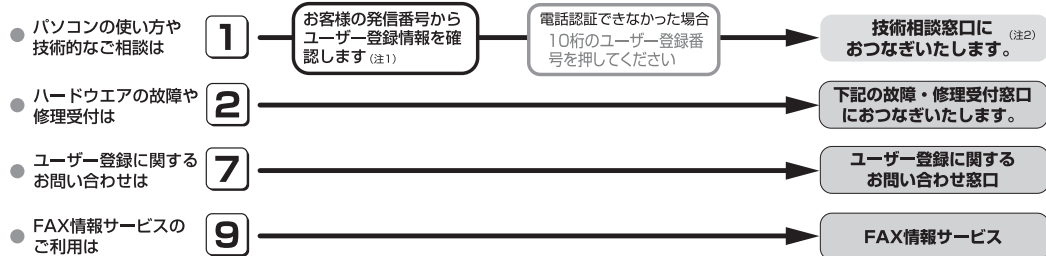 パソコンの使い方や
技術的なご相談は
1
お客様の発信番号から
ユーザー登録情報を確
認します(注1)
電話認証できなかった場合
10桁のユーザー登録番
号を押してください
技術相談窓口に (注2)
おつなぎいたします。
ハードウエアの故障や
修理受付は
2
下記の故障・修理受付窓口
におつなぎいたします。
ユーザー登録に関する
お問い合わせは
7
ユーザー登録に関する
お問い合わせ窓口
FAX情報サービスの
ご利用は
9
FAX情報サービス